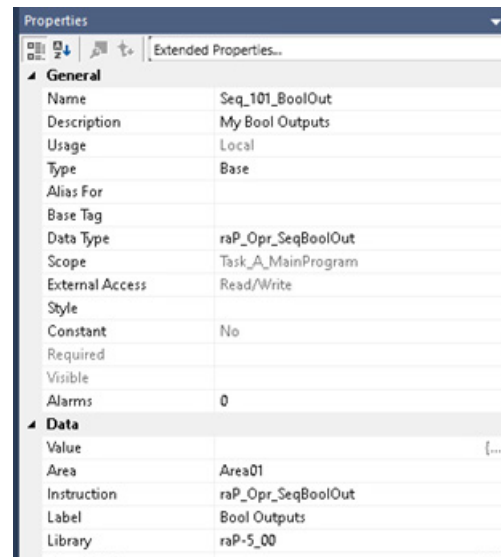 Properties
Extended Properties...
General
Name Seq_101_BoolOut
Description My Bool Outputs
Usage Local
Type Base
Alias For
Base Tag
Data Type raP_Opr_SeqBoolOut
Scope Task_A_MainProgram
External Access Read/Write
Style
Constant No
Required
Visible
Alarms 0
Data
Value {...
Area Area01
Instruction raP_Opr_SeqBoolOut
Label Bool Outputs
Library raP-5_00